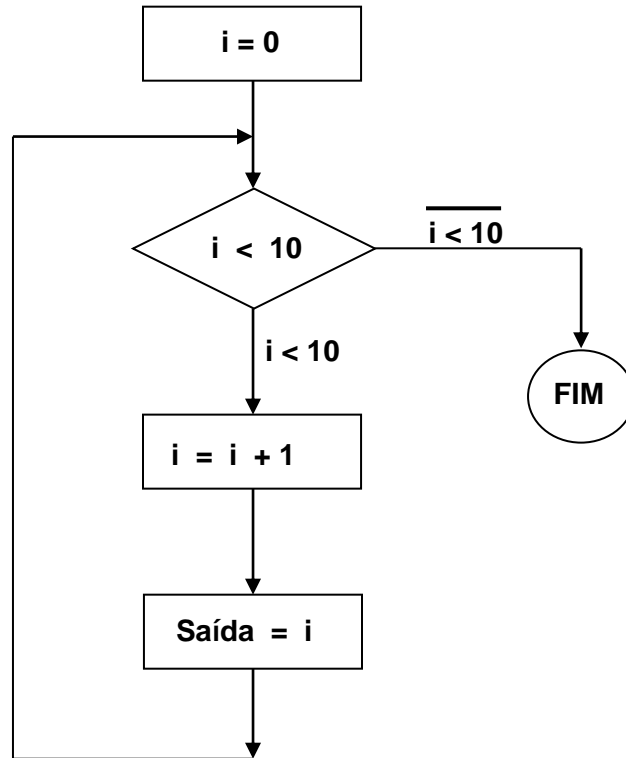 i = 0
i < 10
i < 10
i < 10
FIM
i = i + 1
Saída = i